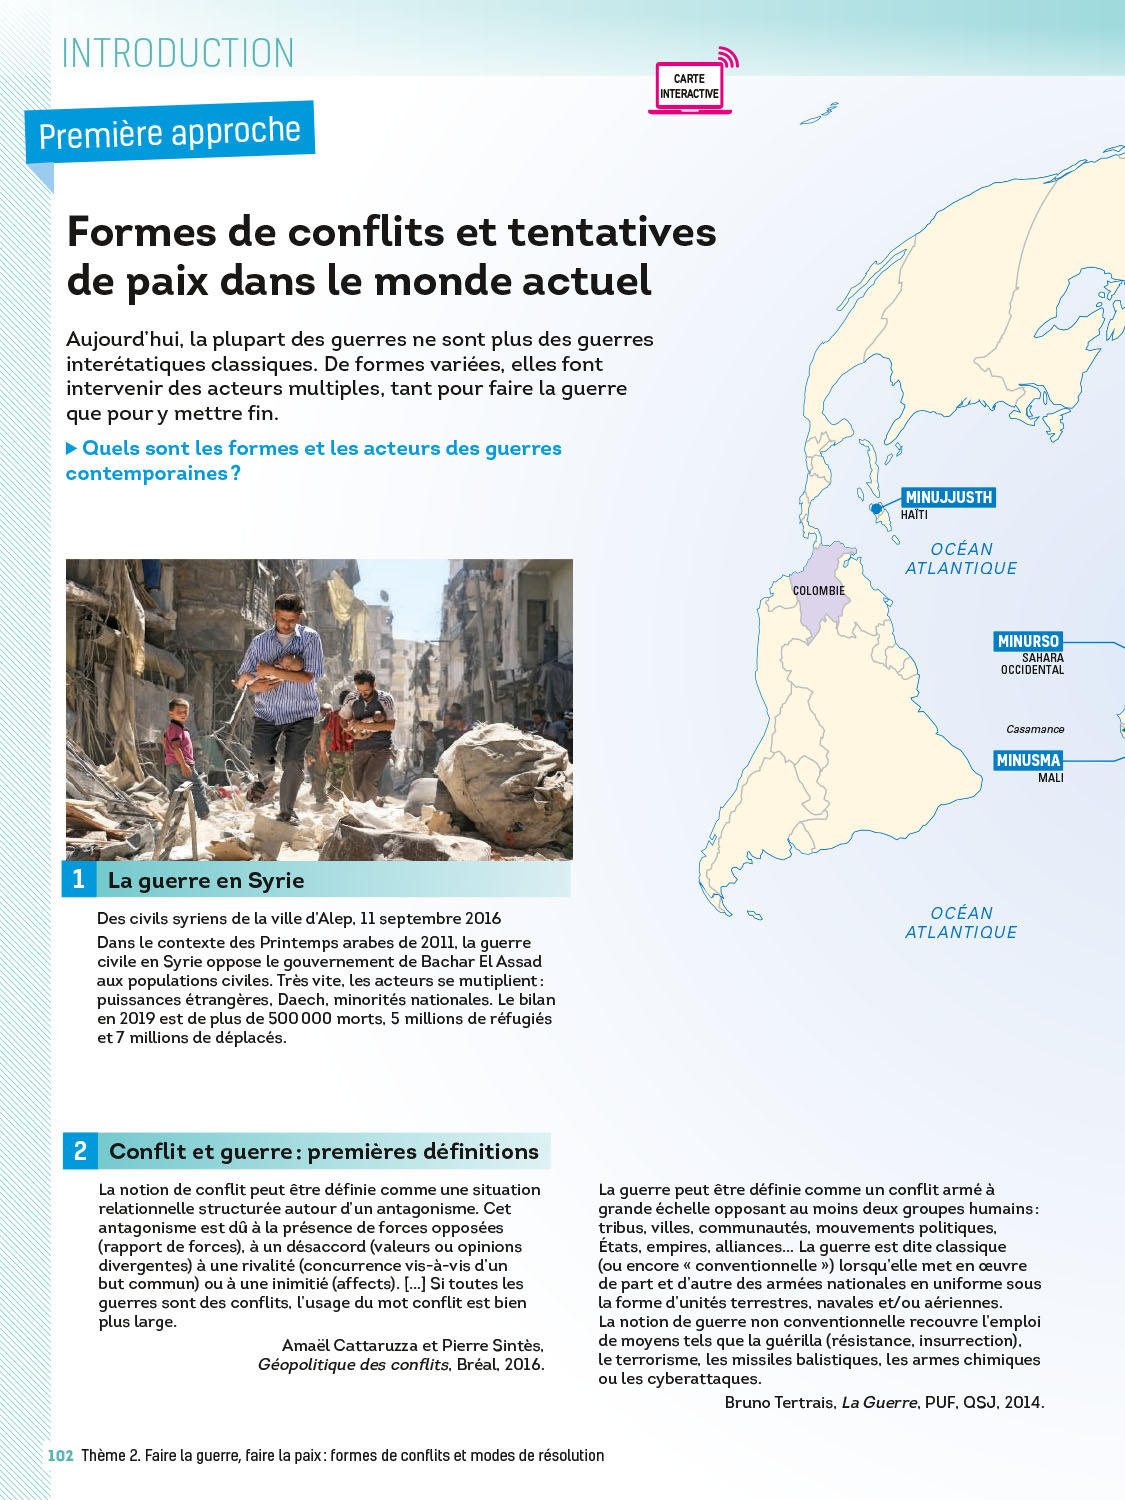 INTRODUCTION
CARTE
INTERACTIVE
Première approche
Formes de conflits et tentatives
de paix dans le monde actuel
Aujourd'hui, la plupart des guerres ne sont plus des guerres
interétatiques classiques. De formes variées, elles font
intervenir des acteurs multiples, tant pour faire la guerre
que pour y mettre fin.
▶ Quels sont les formes et les acteurs des guerres
contemporaines ?
MINUJJUSTH
HAÏTI
OCÉAN
ATLANTIQUE
COLOMBIE
MINURSO
SAHARA
OCCIDENTAL
Casamance
MINUSMA
MALI
OCÉAN
ATLANTIQUE
1 La guerre en Syrie
Des civils syriens de la ville d'Alep, 11 septembre 2016
Dans le contexte des Printemps arabes de 2011, la guerre
civile en Syrie oppose le gouvernement de Bachar El Assad
aux populations civiles. Très vite, les acteurs se mutiplient :
puissances étrangères, Daech, minorités nationales. Le bilan
en 2019 est de plus de 500 000 morts, 5 millions de réfugiés
et 7 millions de déplacés.
2 Conflit et guerre : premières définitions
La notion de conflit peut être définie comme une situation
relationnelle structurée autour d'un antagonisme. Cet
antagonisme est dû à la présence de forces opposées
(rapport de forces), à un désaccord (valeurs ou opinions
divergentes) à une rivalité (concurrence vis-à-vis d'un
but commun) ou à une inimitié (affects). [...] Si toutes les
guerres sont des conflits, l'usage du mot conflit est bien
plus large.
Amaël Cattaruzza et Pierre Sintès,
Géopolitique des conflits, Bréal, 2016.
La guerre peut être définie comme un conflit armé à
grande échelle opposant au moins deux groupes humains :
tribus, villes, communautés, mouvements politiques,
États, empires, alliances... La guerre est dite classique
(ou encore « conventionnelle ») lorsqu'elle met en œuvre
de part et d'autre des armées nationales en uniforme sous
la forme d'unités terrestres, navales et/ou aériennes.
La notion de guerre non conventionnelle recouvre l'emploi
de moyens tels que la guérilla (résistance, insurrection),
le terrorisme, les missiles balistiques, les armes chimiques
ou les cyberattaques.
Bruno Tertrais, La Guerre, PUF, QSJ, 2014.
102 Thème 2. Faire la guerre, faire la paix : formes de conflits et modes de résolution